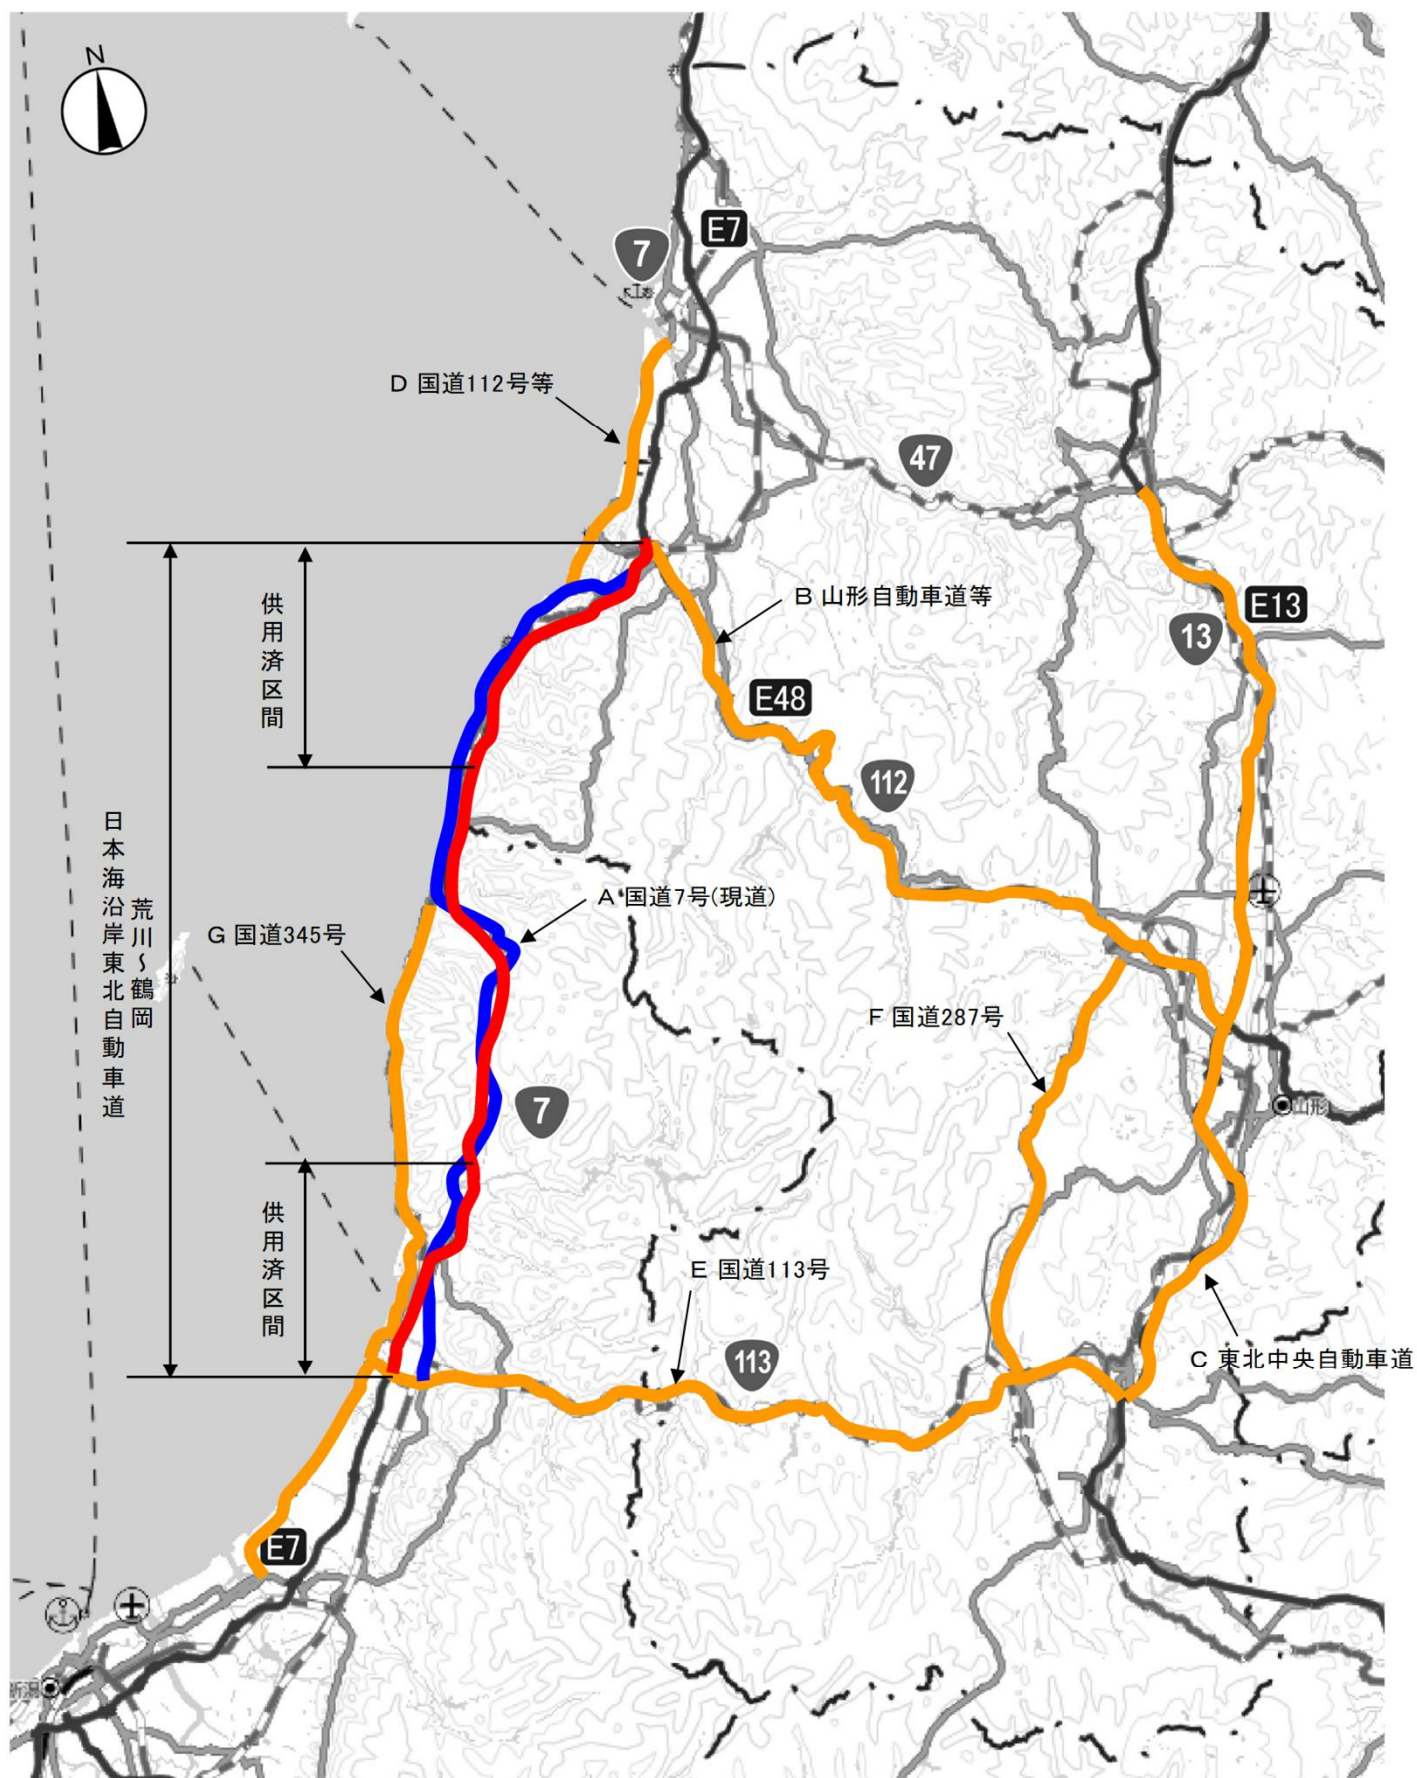 N
E7
7
D 国道112号等
47
供用済区間
B 山形自動車道等
E13
13
E48
112
日本海沿岸東北自動車道
荒川～鶴岡
A 国道7号(現道)
G 国道345号
F 国道287号
7
山形
供用済区間
E 国道113号
113
C 東北中央自動車道
E7
新潟